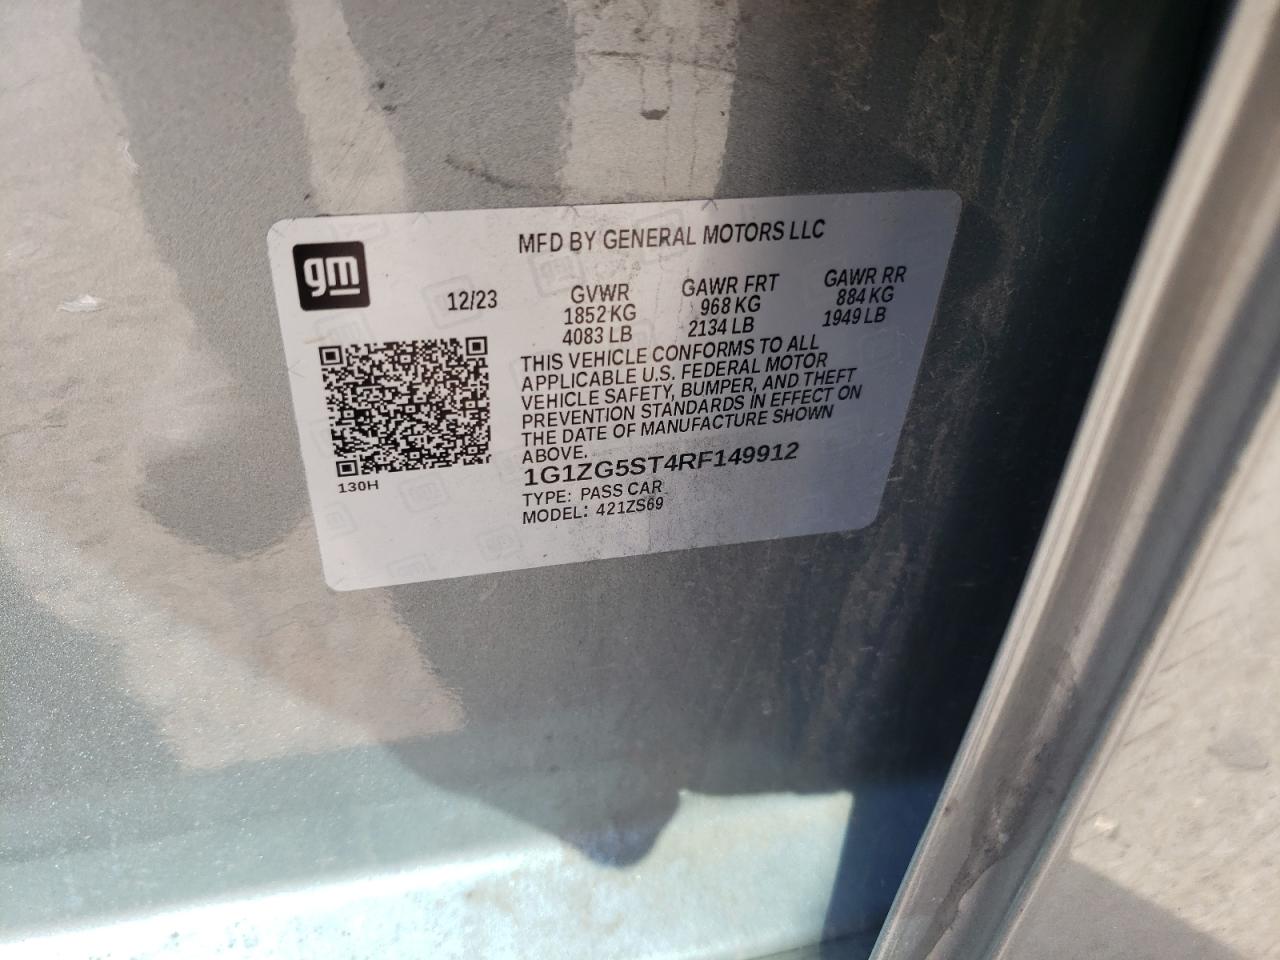 MFD BY GENERAL MOTORS LLC
gm
12/23
GVWR GAWR FRT GAWR RR
1852 KG 968 KG 884 KG
4083 LB 2134 LB 1949 LB
THIS VEHICLE CONFORMS TO ALL
APPLICABLE U.S. FEDERAL MOTOR
VEHICLE SAFETY, BUMPER, AND THEFT
PREVENTION STANDARDS IN EFFECT ON
THE DATE OF MANUFACTURE SHOWN
ABOVE.
1G1ZG5ST4RF149912
130H
TYPE: PASS CAR
MODEL: 421ZS69